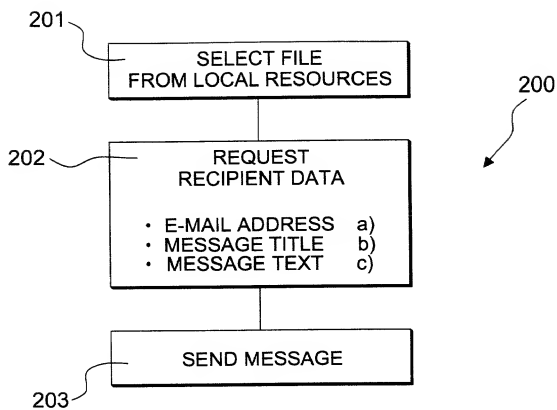 201
SELECT FILE
FROM LOCAL RESOURCES
200
202
REQUEST
RECIPIENT DATA
· E-MAIL ADDRESS a)
· MESSAGE TITLE b)
· MESSAGE TEXT c)
SEND MESSAGE
203